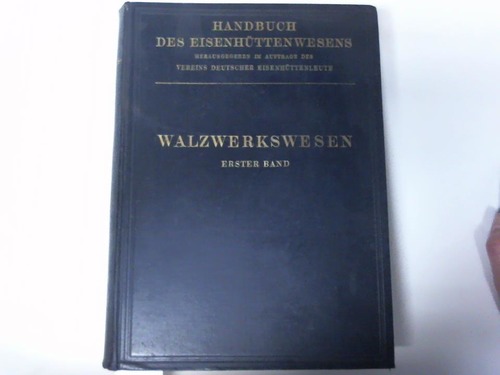 HANDBUCH
DES EISENHÜTTENWESENS
HERAUSGEGEBEN IM AUFTRAGE DES
VEREINS DEUTSCHER EISENHÜTTENLEUTE
WALZWERKSWESEN
ERSTER BAND